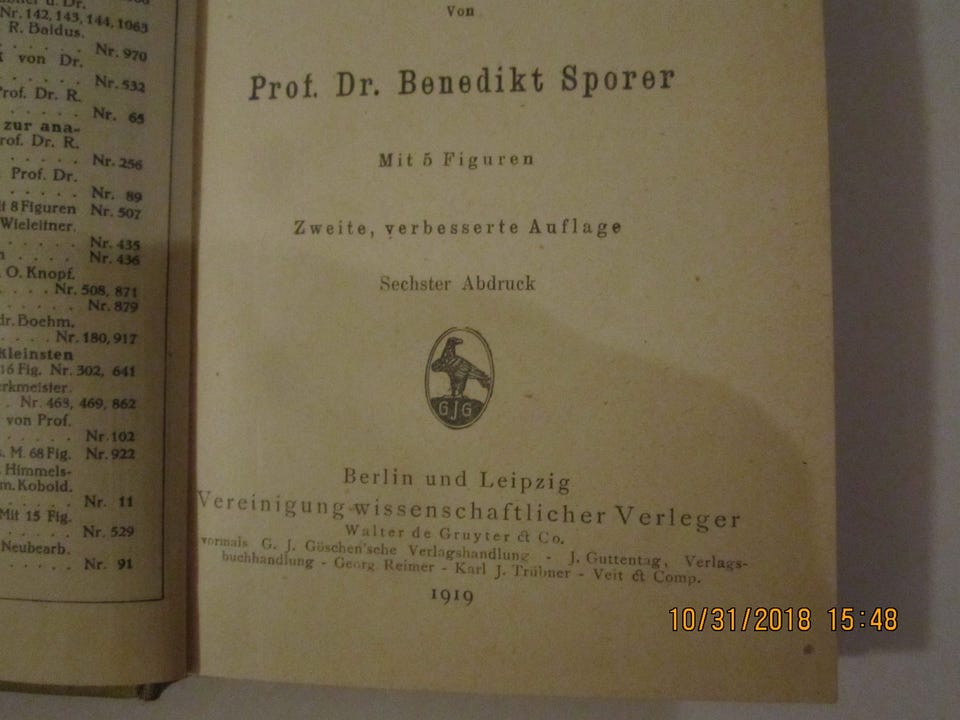 Nr. 142, 143, 144, 1063
R. Baldus.
Nr. 970
von Dr.
Nr. 532
Prof. Dr. R.
Nr. 65
zur ana-
Prof. Dr. R.
Nr. 256
Prof. Dr.
Nr. 89
8 Figuren Nr. 507
Wieleitner.
Nr. 435
Nr. 436
O. Knopf.
Nr. 508, 871
Nr. 879
dr. Boehm.
Nr. 180, 917
Kleinsten
16 Fig. Nr. 302, 641
erkmeister.
Nr. 463, 469, 862
von Prof.
Nr. 102
M. 68 Fig. Nr. 922
Himmels-
m. Kobold.
Nr. 11
Mit 15 Fig.
Nr. 529
Neubearb.
Nr. 91
Von
Prof. Dr. Benedikt Sporer
Mit 5 Figuren
Zweite, verbesserte Auflage
Sechster Abdruck
GJG
Berlin und Leipzig
Vereinigung wissenschaftlicher Verleger
Walter de Gruyter & Co.
vormals G. J. Göschen'sche Verlagshandlung - J. Guttentag, Verlags-
buchhandlung - Georg Reimer - Karl J. Trübner - Veit & Comp.
1919
10/31/2018 15:48